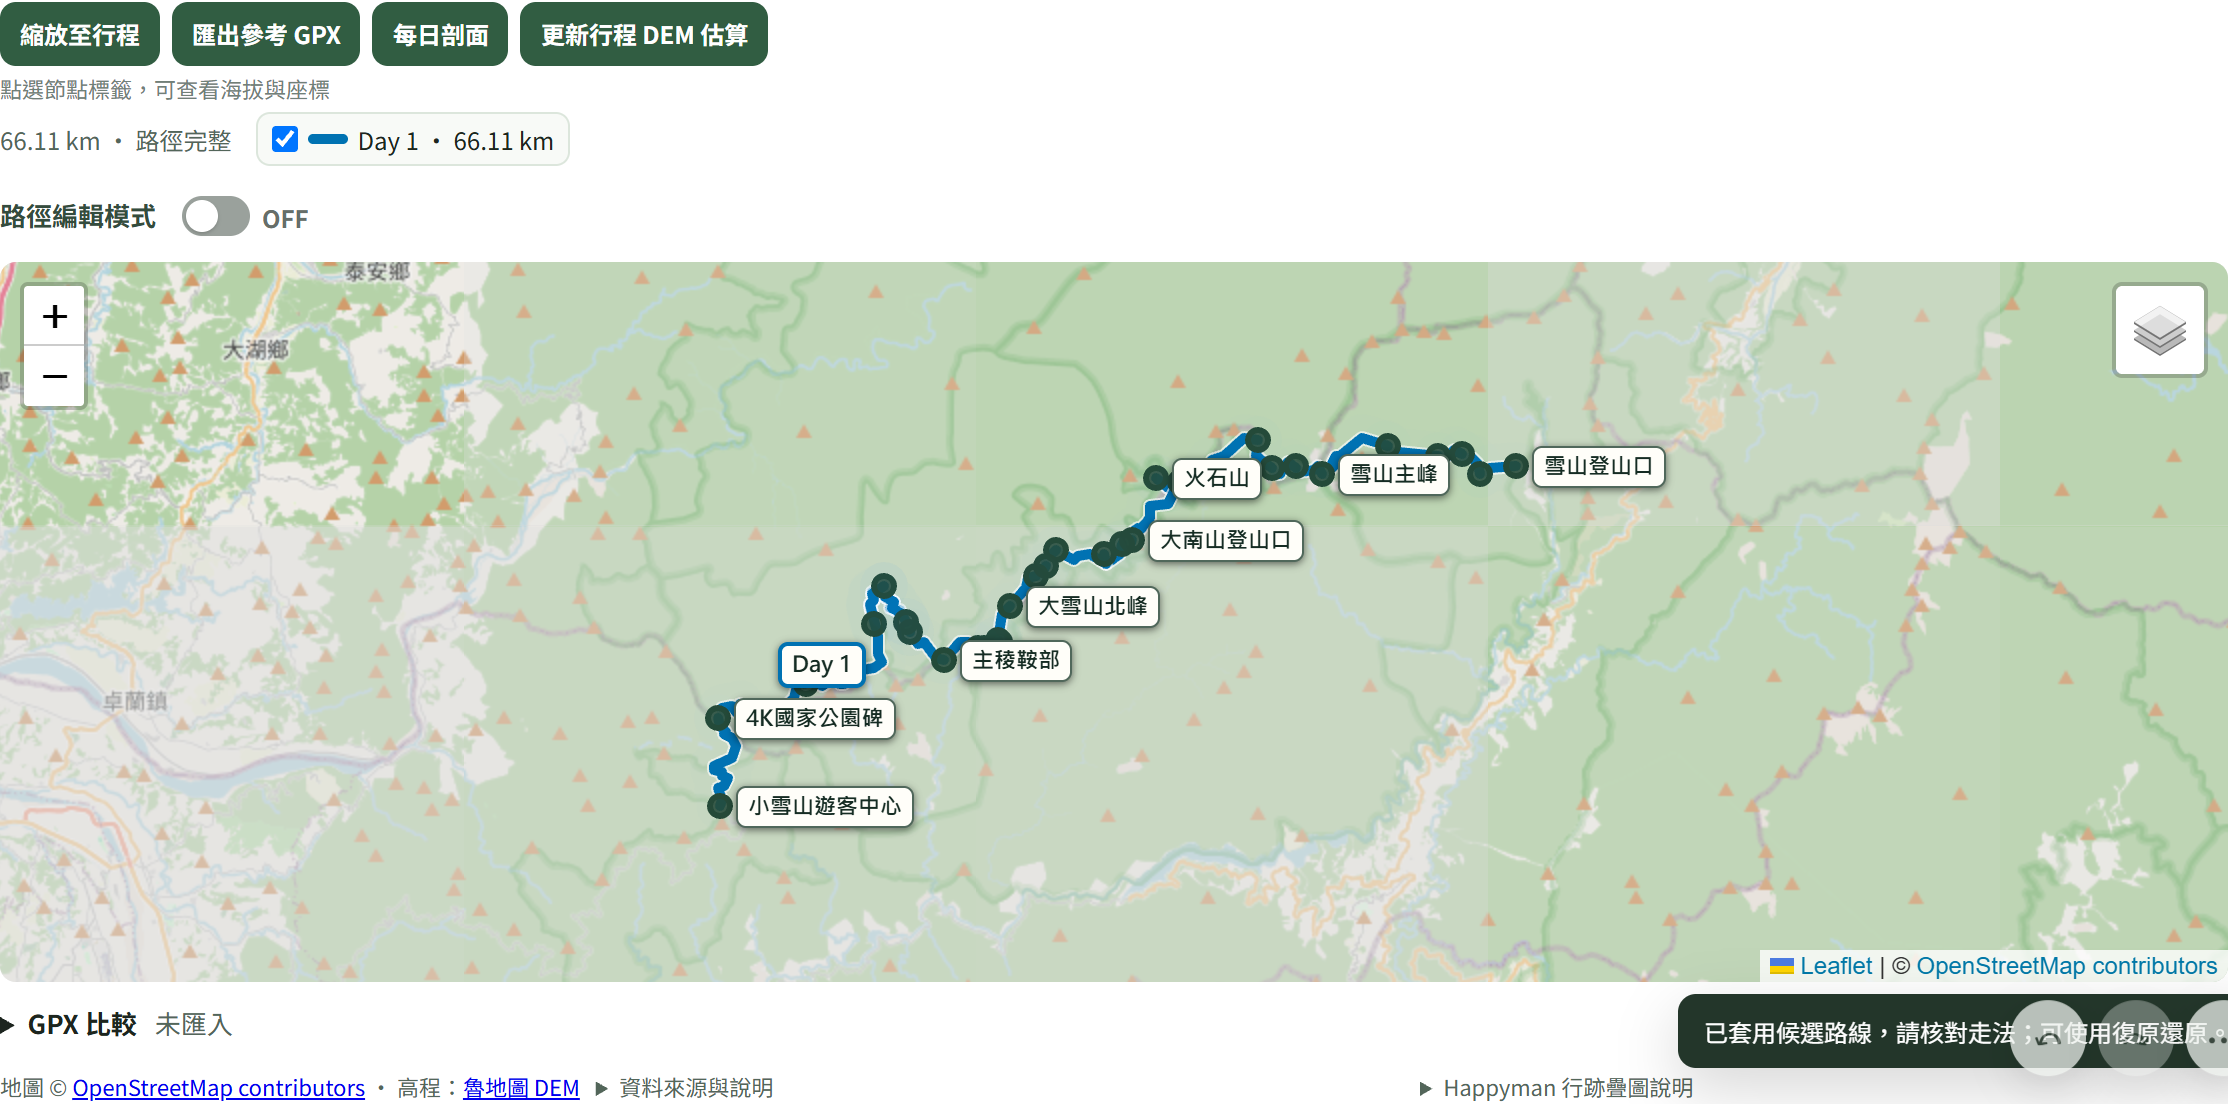 縮放至行程 匯出參考 GPX 每日剖面 更新行程 DEM 估算
點選節點標籤，可查看海拔與座標
66.11 km · 路徑完整 Day 1 · 66.11 km
路徑編輯模式 OFF
泰安鄉
+
大湖鄉
−
火石山
雪山主峰
雪山登山口
大南山登山口
大雪山北峰
主稜鞍部
Day 1
卓蘭鎮
4K國家公園碑
小雪山遊客中心
Leaflet | © OpenStreetMap contributors
▶ GPX 比較 未匯入
已套用候選路線，請核對走法；可使用復原還原。
地圖 © OpenStreetMap contributors · 高程：魯地圖 DEM ▶ 資料來源與說明
▶ Happyman 行跡疊圖說明